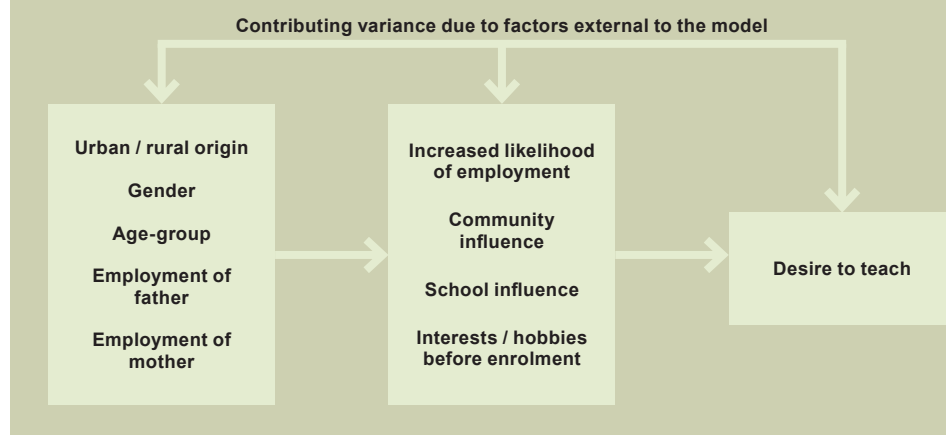 Contributing variance due to factors external to the model
Urban / rural origin
Gender
Age-group
Employment of
father
Employment of
mother
Increased likelihood
of employment
Community
influence
School influence
Interests / hobbies
before enrolment
Desire to teach